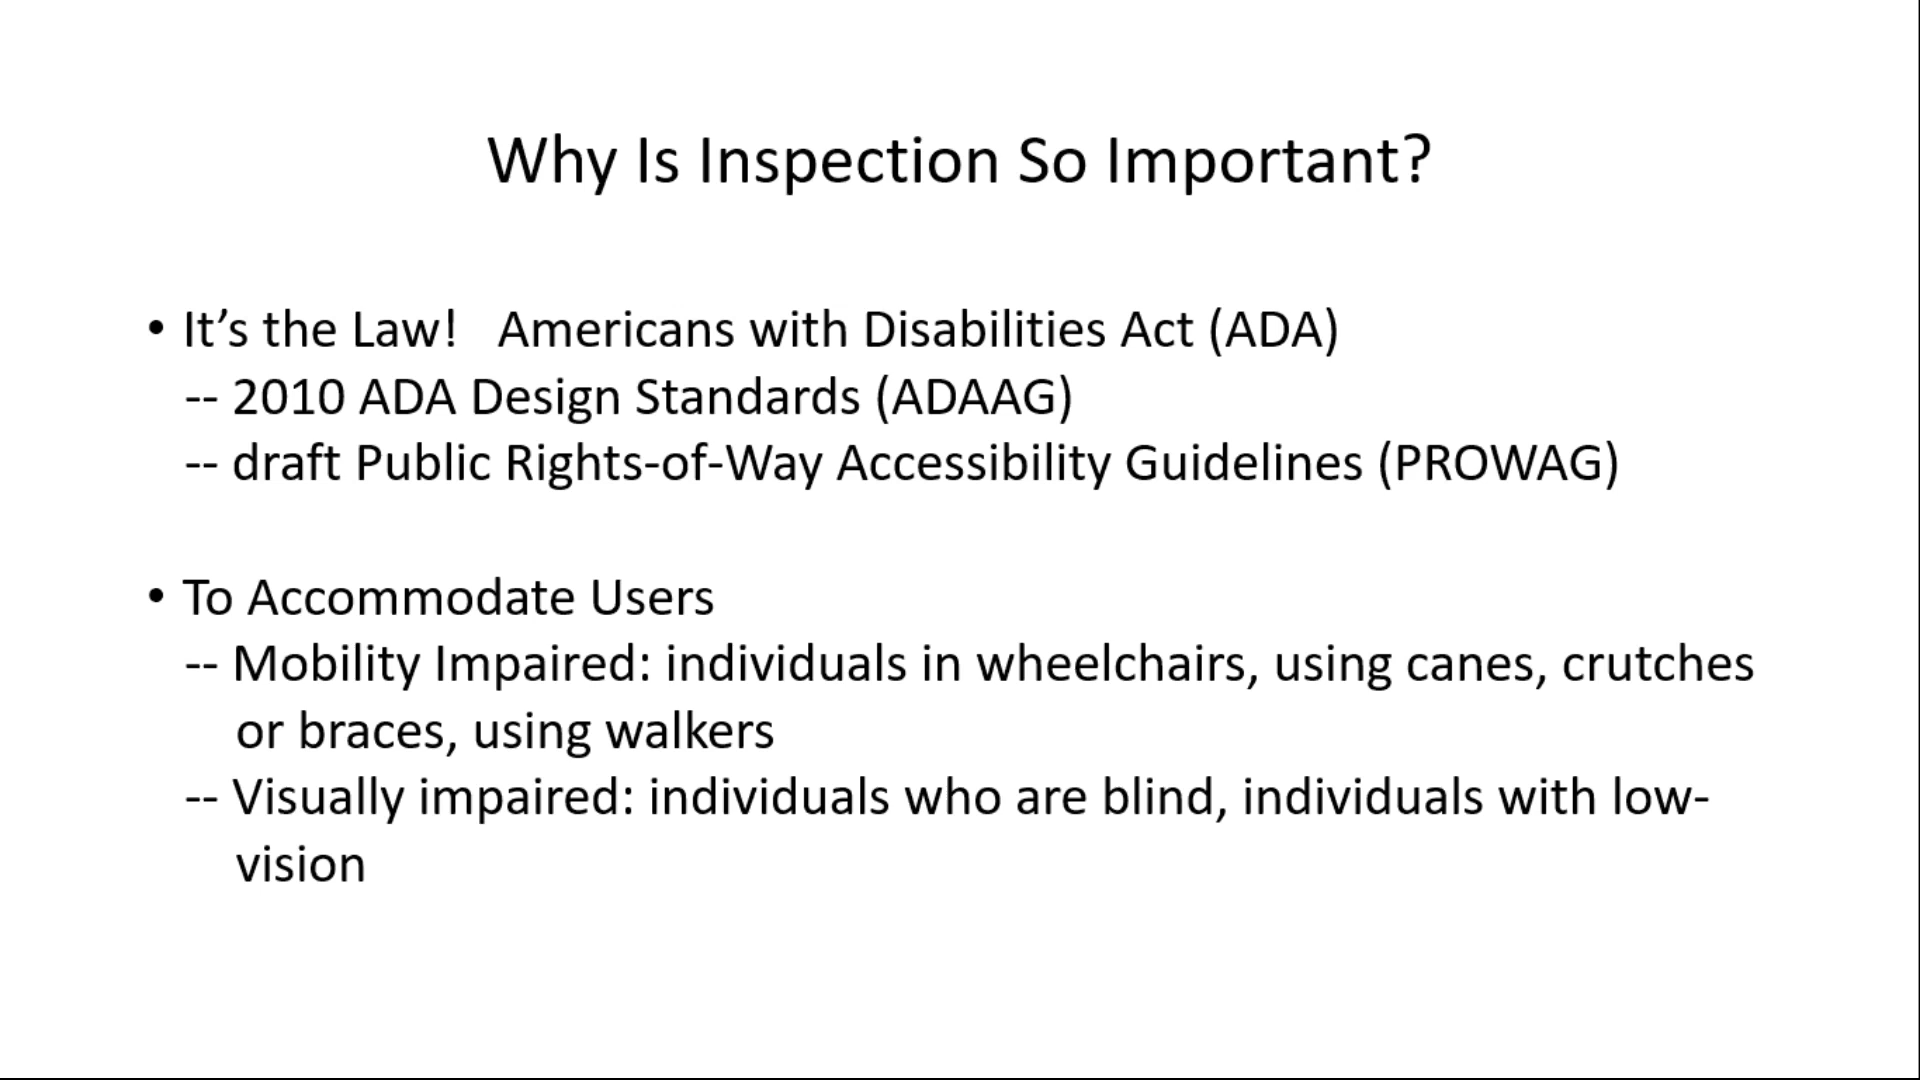 Why Is Inspection So Important?
• It’s the Law!   Americans with Disabilities Act (ADA)
-- 2010 ADA Design Standards (ADAAG)
-- draft Public Rights-of-Way Accessibility Guidelines (PROWAG)
• To Accommodate Users
-- Mobility Impaired: individuals in wheelchairs, using canes, crutches
or braces, using walkers
-- Visually impaired: individuals who are blind, individuals with low-
vision